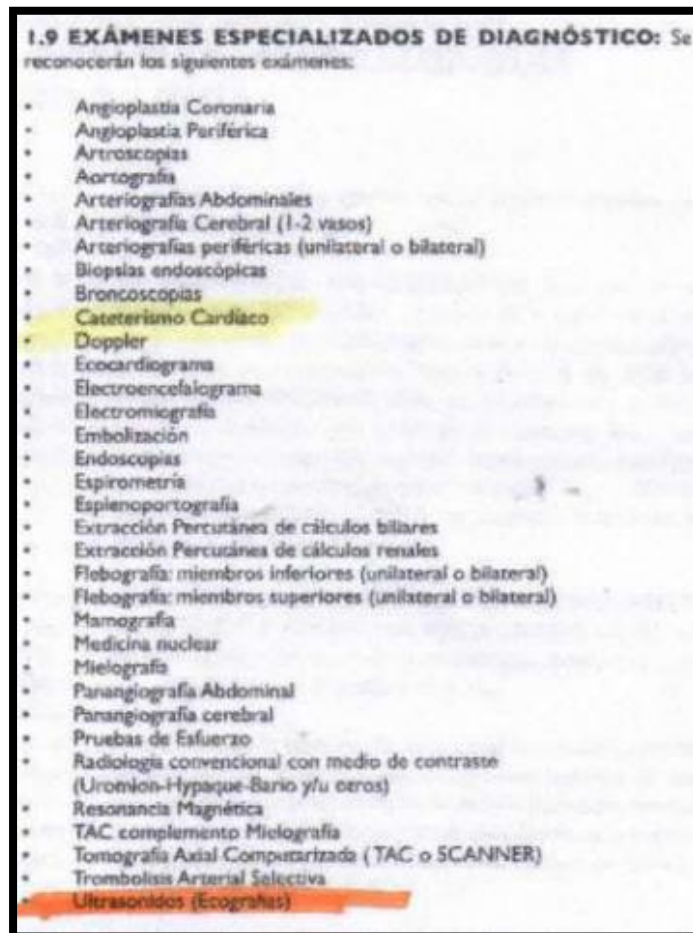 1.9 EXÁMENES ESPECIALIZADOS DE DIAGNÓSTICO: Se
reconocerán los siguientes exámenes:
• Angioplastia Coronaria
• Angioplastia Periférica
• Artroscopias
• Aortografía
• Arteriografías Abdominales
• Arteriografía Cerebral (1-2 vasos)
• Arteriografías periféricas (unilateral o bilateral)
• Biopsias endoscópicas
• Broncoscopias
• Cateterismo Cardíaco
• Doppler
• Ecocardiograma
• Electroencefalograma
• Electromiografía
• Embolización
• Endoscopias
• Espirometría
• Esplenoportografía
• Extracción Percutánea de cálculos biliares
• Extracción Percutánea de cálculos renales
• Flebografía: miembros inferiores (unilateral o bilateral)
• Flebografía: miembros superiores (unilateral o bilateral)
• Mamografía
• Medicina nuclear
• Mielografía
• Panangiografía Abdominal
• Panangiografía cerebral
• Pruebas de Esfuerzo
• Radiología convencional con medio de contraste
(Uromion-Hypaque-Bario y/u otros)
• Resonancia Magnética
• TAC complemento Mielografía
• Tomografía Axial Computarizada ( TAC o SCANNER)
• Trombolisis Arterial Selectiva
• Ultrasonidos (Ecografías)